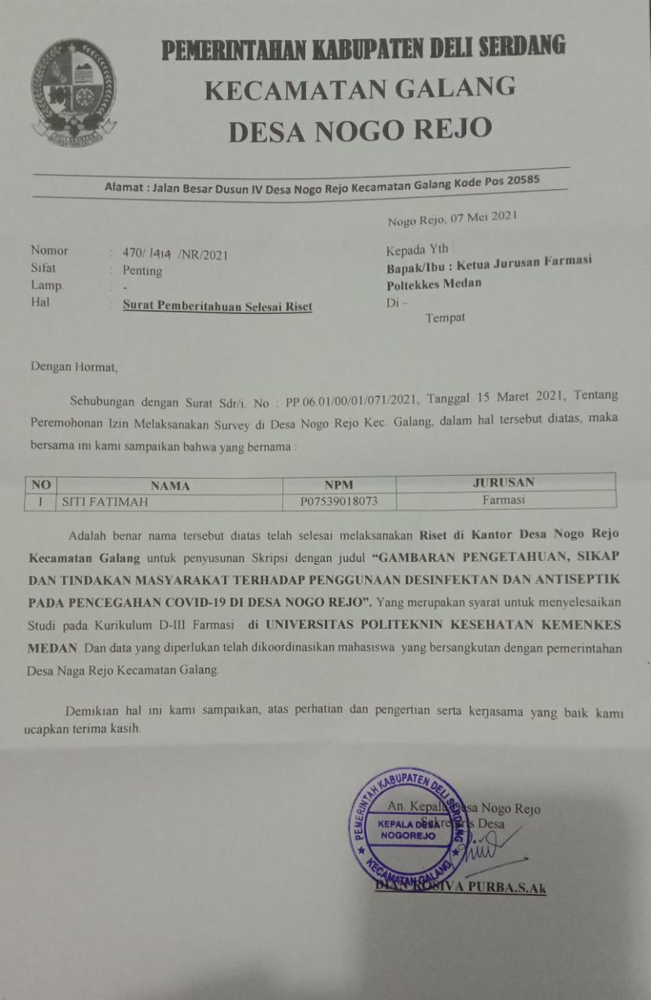 PEMERINTAHAN KABUPATEN DELI SERDANG
KECAMATAN GALANG
DESA NOGO REJO
Alamat : Jalan Besar Dusun IV Desa Nogo Rejo Kecamatan Galang Kode Pos 20585
Nogo Rejo, 07 Mei 2021
Nomor : 470/ 1414 /NR/2021
Sifat : Penting
Lamp. : -
Hal : Surat Pemberitahuan Selesai Riset
Kepada Yth :
Bapak/Ibu : Ketua Jurusan Farmasi
Poltekkes Medan
Di –
Tempat
Dengan Hormat,
Sehubungan dengan Surat Sdr/i. No : PP.06.01/00/01/071/2021, Tanggal 15 Maret 2021, Tentang
Peremohonan Izin Melaksanakan Survey di Desa Nogo Rejo Kec. Galang, dalam hal tersebut diatas, maka
bersama ini kami sampaikan bahwa yang bernama :
NO NAMA NPM JURUSAN
1 SITI FATIMAH P07539018073 Farmasi
Adalah benar nama tersebut diatas telah selesai melaksanakan Riset di Kantor Desa Nogo Rejo
Kecamatan Galang untuk penyusunan Skripsi dengan judul “GAMBARAN PENGETAHUAN, SIKAP
DAN TINDAKAN MASYARAKAT TERHADAP PENGGUNAAN DESINFEKTAN DAN ANTISEPTIK
PADA PENCEGAHAN COVID-19 DI DESA NOGO REJO”. Yang merupakan syarat untuk menyelesaikan
Studi pada Kurikulum D-III Farmasi di UNIVERSITAS POLITEKNIN KESEHATAN KEMENKES
MEDAN. Dan data yang diperlukan telah dikoordinasikan mahasiswa yang bersangkutan dengan pemerintahan
Desa Naga Rejo Kecamatan Galang.
Demikian hal ini kami sampaikan, atas perhatian dan pengertian serta kerjasama yang baik kami
ucapkan terima kasih.
An. Kepala Desa Nogo Rejo
Sekretaris Desa
PEMERINTAH KABUPATEN DELI SERDANG
KEPALA DESA
NOGOREJO
KECAMATAN GALANG
DIAN ROSIVA PURBA.S.Ak